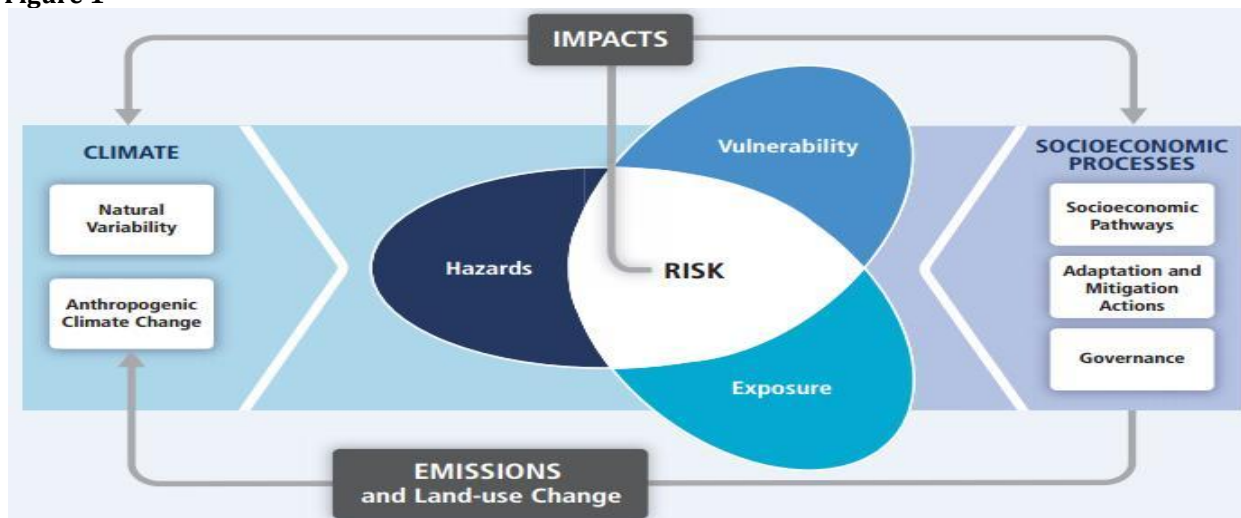 Figure 1
IMPACTS
CLIMATE
Natural
Variability
Anthropogenic
Climate Change
Vulnerability
Hazards
RISK
Exposure
SOCIOECONOMIC
PROCESSES
Socioeconomic
Pathways
Adaptation and
Mitigation
Actions
Governance
EMISSIONS
and Land-use Change